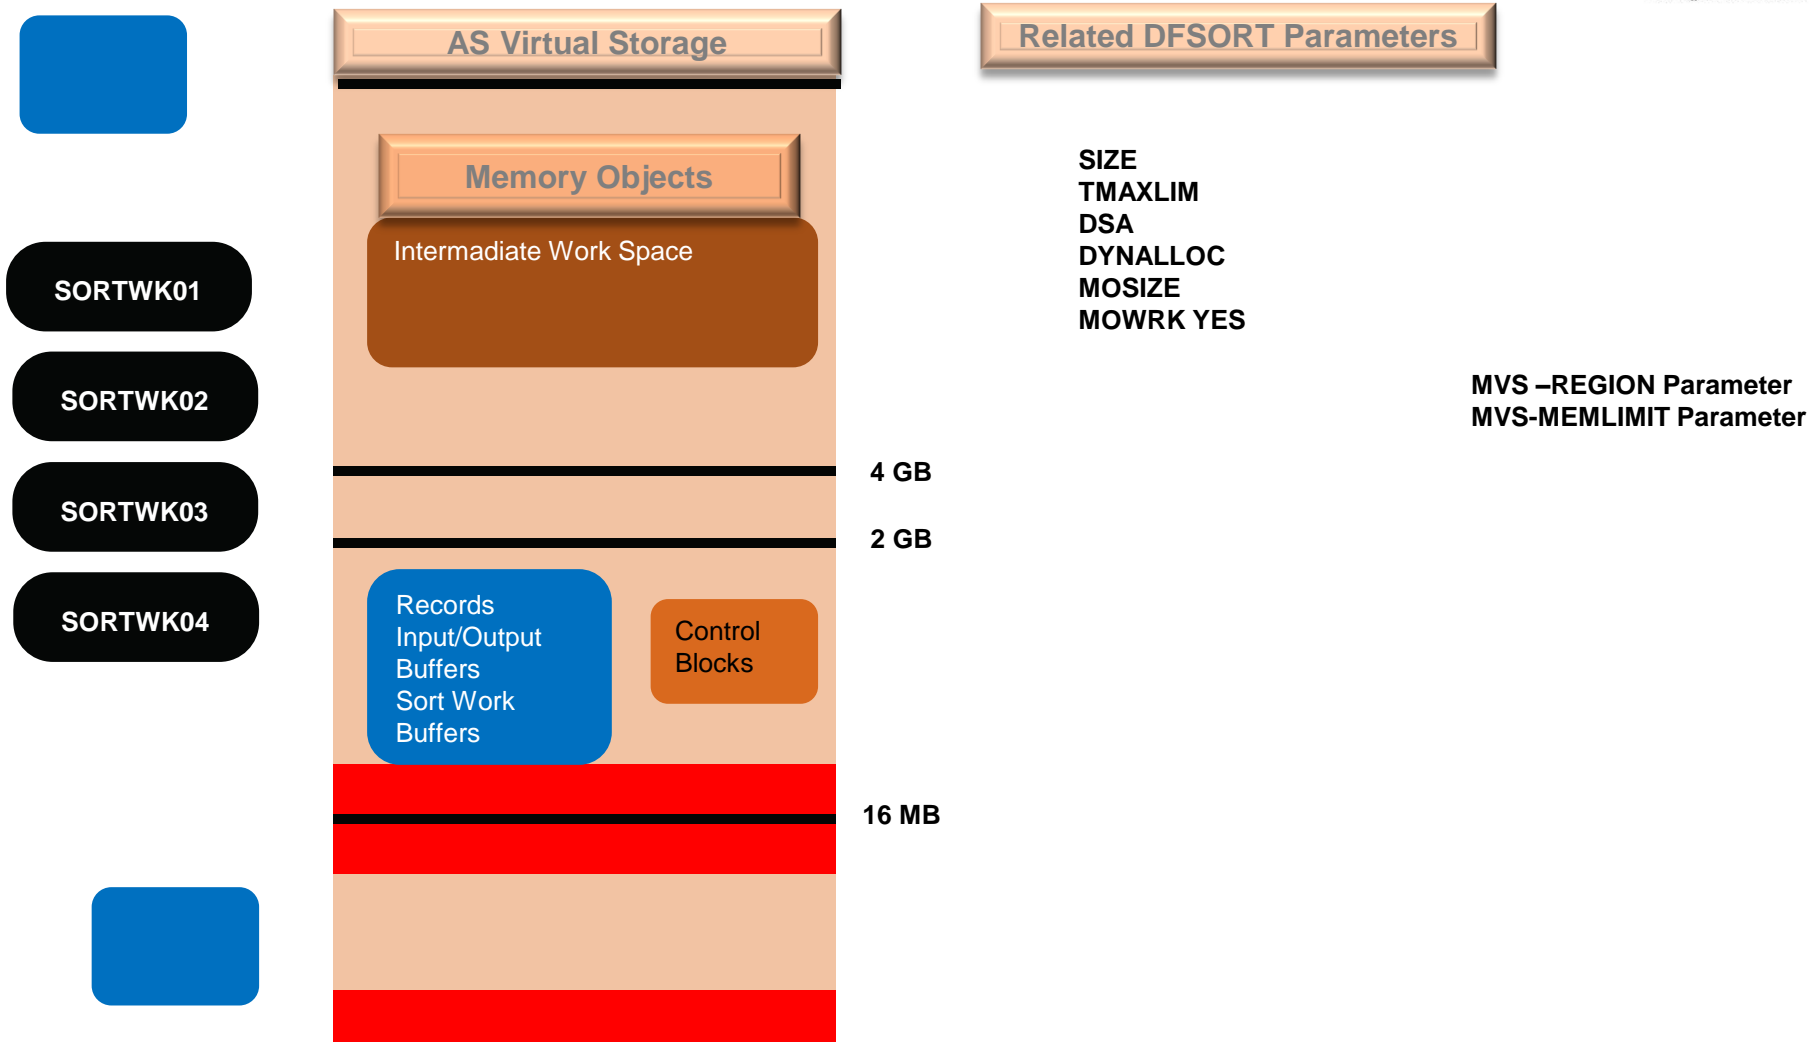 AS Virtual Storage
Related DFSORT Parameters
Memory Objects
Intermadiate Work Space
SORTWK01
SORTWK02
SORTWK03
SORTWK04
SIZE
TMAXLIM
DSA
DYNALLOC
MOSIZE
MOWRK YES
MVS –REGION Parameter
MVS-MEMLIMIT Parameter
4 GB
2 GB
Records
Input/Output
Buffers
Sort Work
Buffers
Control
Blocks
16 MB